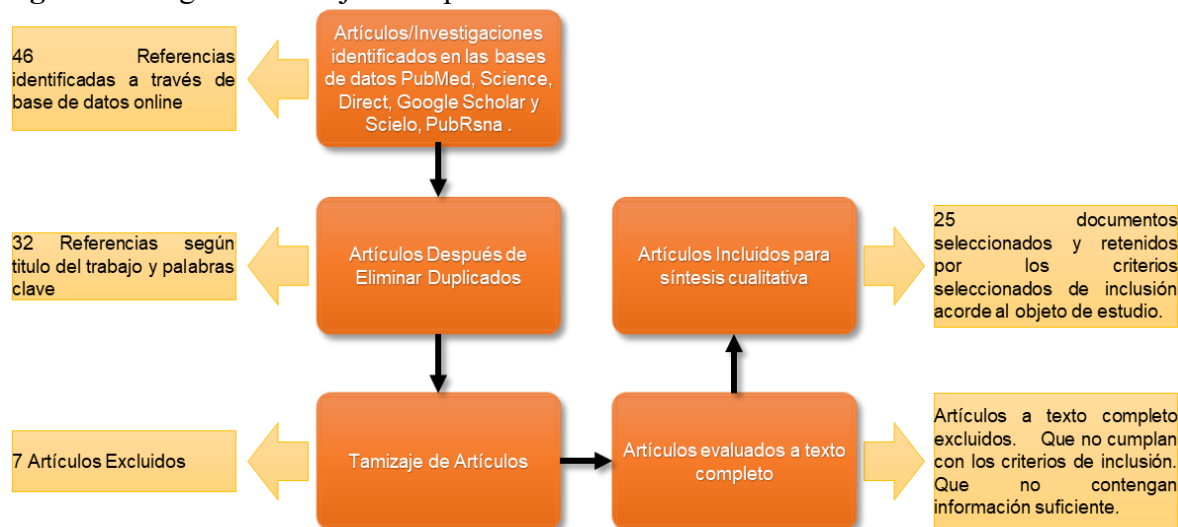 46 Referencias
identificadas a través de
base de datos online
Artículos/Investigaciones
identificados en las bases
de datos PubMed, Science,
Direct, Google Scholar y
Scielo, PubRsna .
32 Referencias según
titulo del trabajo y palabras
clave
Artículos Después de
Eliminar Duplicados
Artículos Incluidos para
síntesis cualitativa
25 documentos
seleccionados y retenidos
por los criterios
seleccionados de inclusión
acorde al objeto de estudio.
7 Artículos Excluidos
Tamizaje de Artículos
Artículos evaluados a texto
completo
Artículos a texto completo
excluidos. Que no cumplan
con los criterios de inclusión.
Que no contengan
información suficiente.